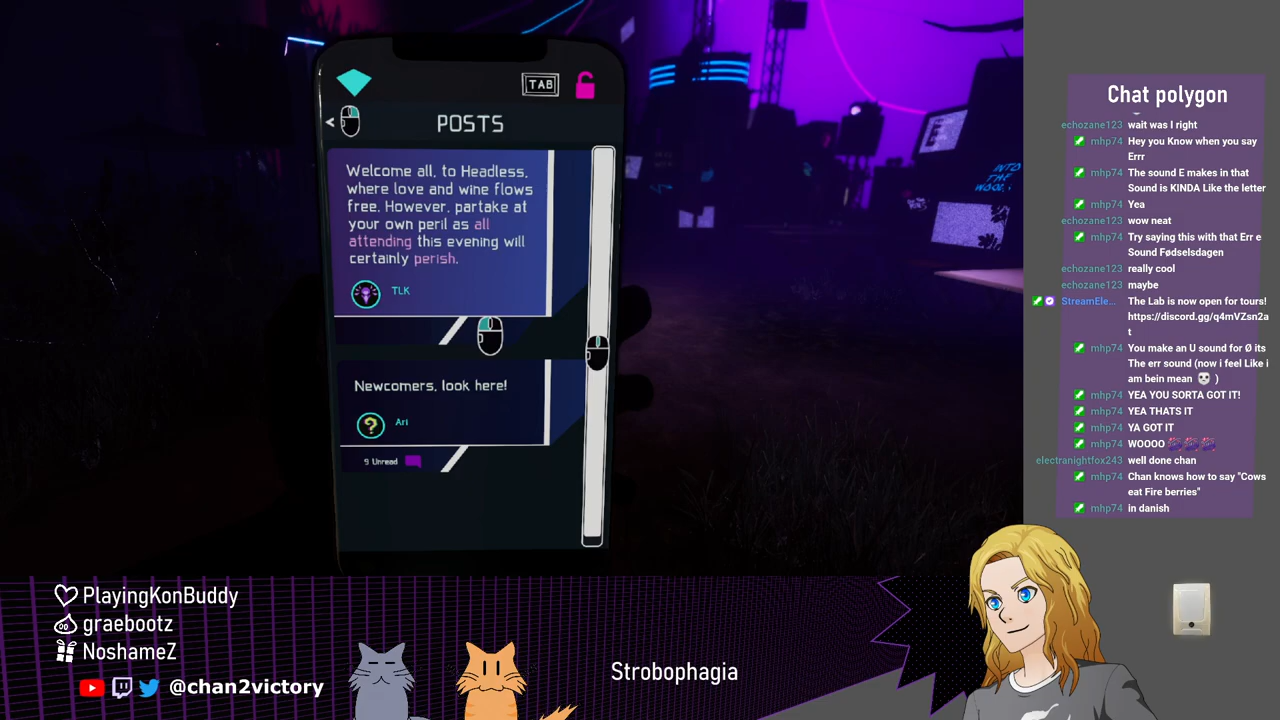 TAB
POSTS
Welcome all, to Headless,
where love and wine flows
free. However, partake at
your own peril as all
attending this evening will
certainly perish.
TLK
Newcomers, look here!
Ari
9 Unread
INTO
THE
WOODS
Chat polygon
echozane123 wait was I right
mhp74 Hey you Know when you say
Errr
mhp74 The sound E makes in that
Sound is KINDA Like the letter
mhp74 Yea
echozane123 wow neat
mhp74 Try saying this with that Err e
Sound Fødselsdagen
echozane123 really cool
echozane123 maybe
StreamEle... The Lab is now open for tours!
https://discord.gg/q4mVZsn2a
t
mhp74 You make an U sound for Ø its
The err sound (now i feel Like i
am bein mean 💀 )
mhp74 YEA YOU SORTA GOT IT!
mhp74 YEA THATS IT
mhp74 YA GOT IT
mhp74 WOOOO
electranightfox243 well done chan
mhp74 Chan knows how to say "Cows
eat Fire berries"
mhp74 in danish
PlayingKonBuddy
graebootz
NoshameZ
@chan2victory
Strobophagia